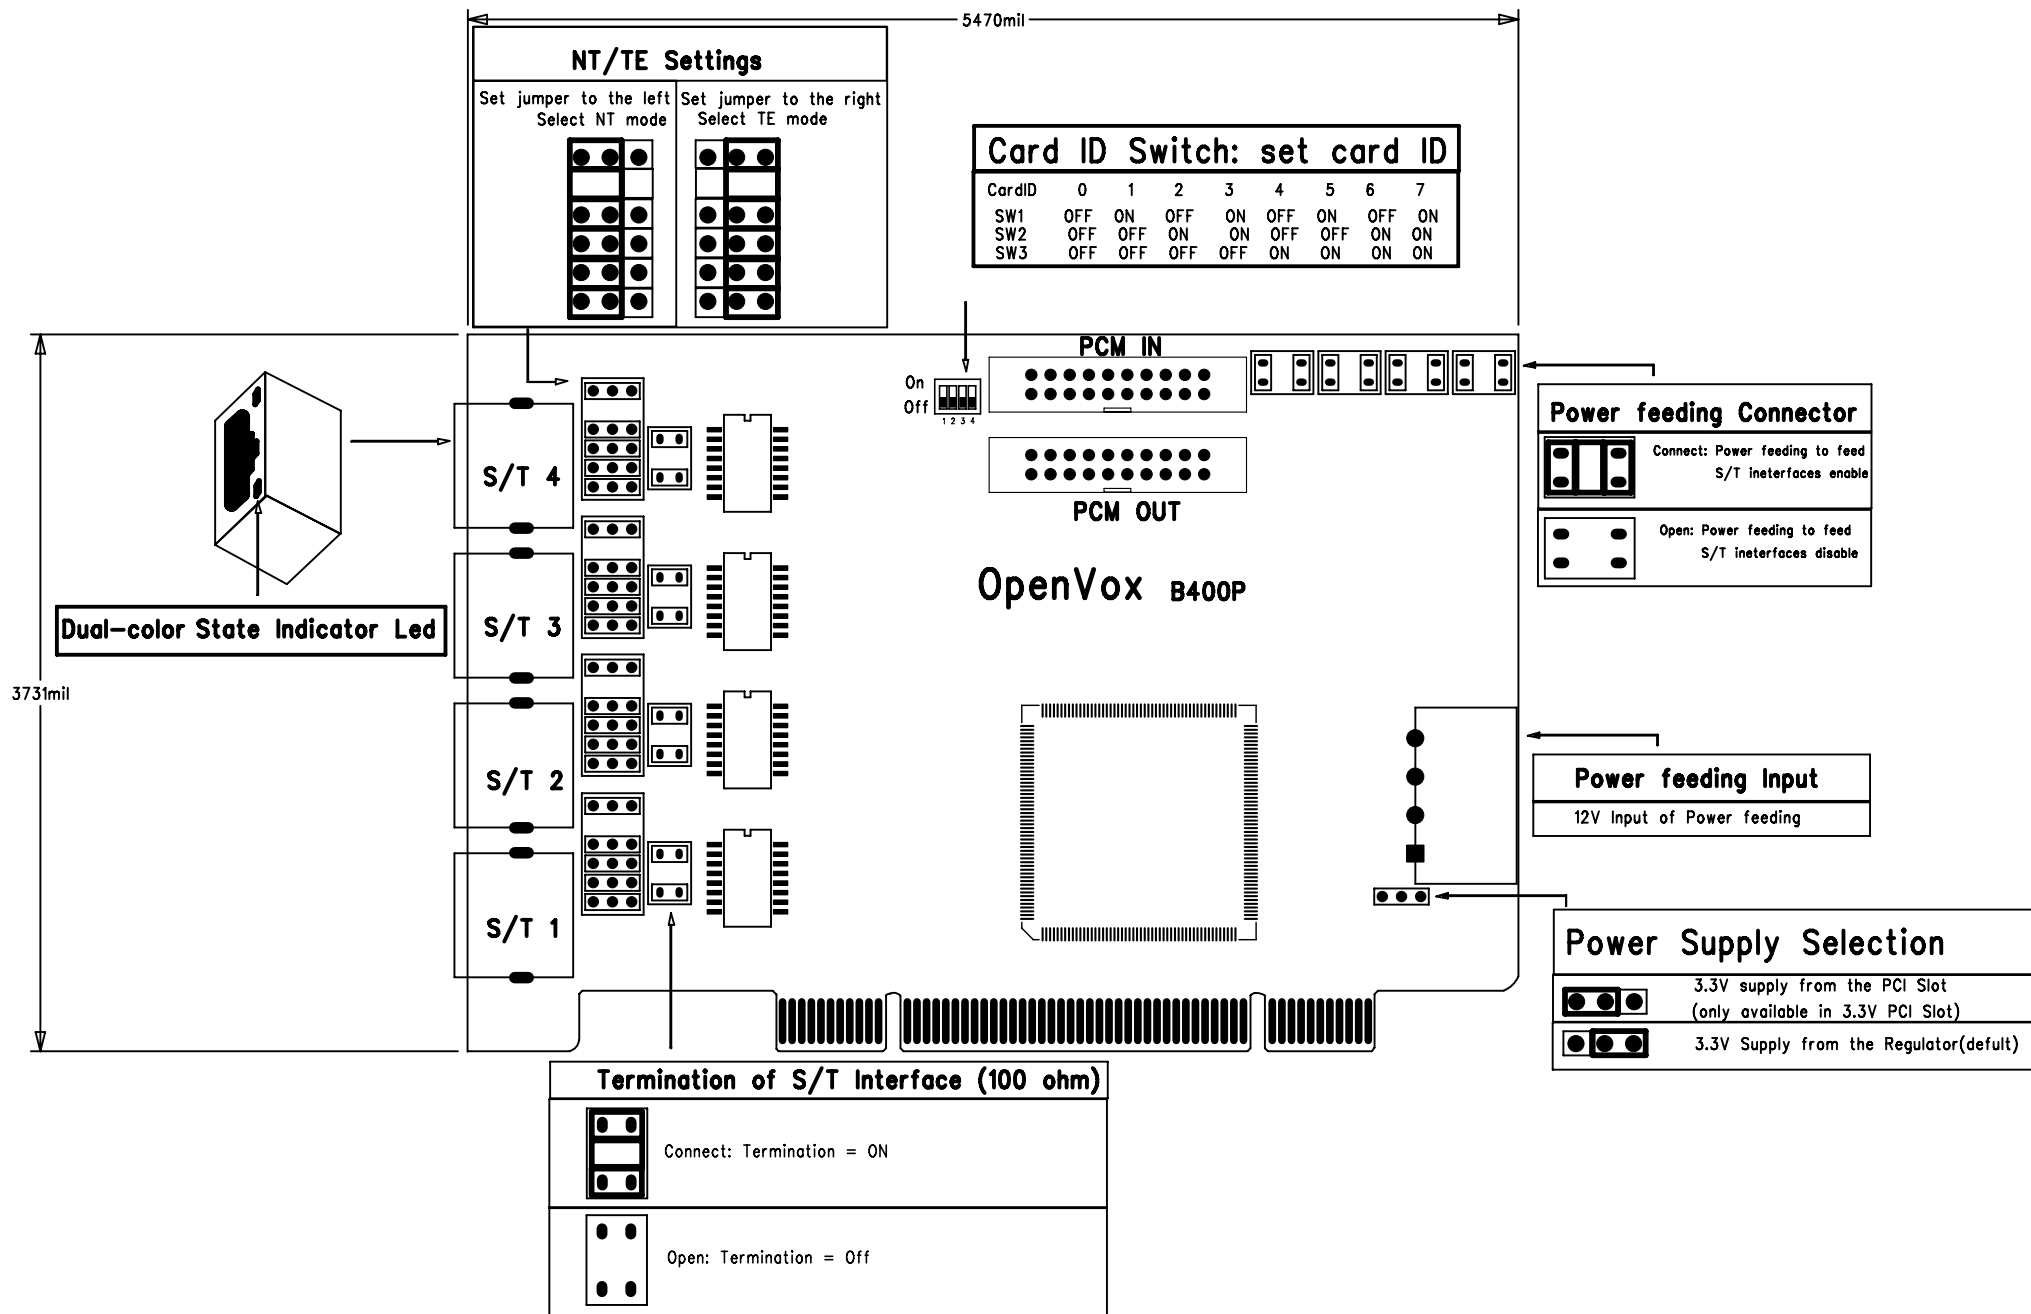 5470mil
NT/TE Settings
Set jumper to the left
Select NT mode
Set jumper to the right
Select TE mode
Card ID Switch: set card ID
CardID 0 1 2 3 4 5 6 7
SW1 OFF ON OFF ON OFF ON OFF ON
SW2 OFF OFF ON ON OFF OFF ON ON
SW3 OFF OFF OFF OFF ON ON ON ON
PCM IN
On
Off
1 2 3 4
PCM OUT
Power feeding Connector
Connect: Power feeding to feed
S/T ineterfaces enable
Open: Power feeding to feed
S/T ineterfaces disable
S/T 4
OpenVox B400P
S/T 3
Dual-color State Indicator Led
3731mil
S/T 2
Power feeding Input
12V Input of Power feeding
S/T 1
Power Supply Selection
3.3V supply from the PCI Slot
(only available in 3.3V PCI Slot)
3.3V Supply from the Regulator(defult)
Termination of S/T Interface (100 ohm)
Connect: Termination = ON
Open: Termination = Off